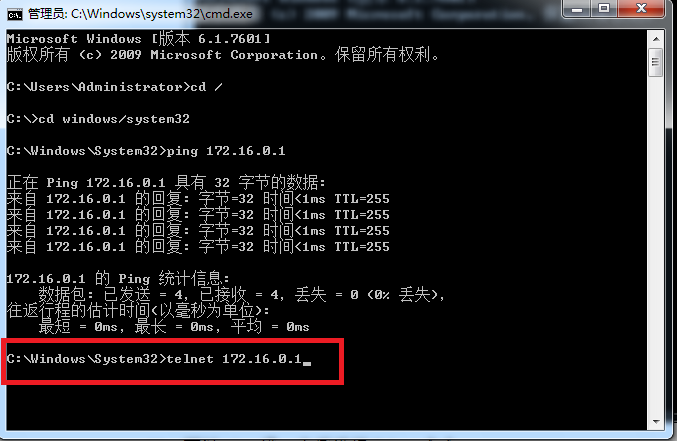 管理员: C:\Windows\system32\cmd.exe
Microsoft Windows [版本 6.1.7601]
版权所有 (c) 2009 Microsoft Corporation。保留所有权利。
C:\Users\Administrator>cd /
C:\>cd windows/system32
C:\Windows\System32>ping 172.16.0.1
正在 Ping 172.16.0.1 具有 32 字节的数据:
来自 172.16.0.1 的回复: 字节=32 时间<1ms TTL=255
来自 172.16.0.1 的回复: 字节=32 时间<1ms TTL=255
来自 172.16.0.1 的回复: 字节=32 时间<1ms TTL=255
来自 172.16.0.1 的回复: 字节=32 时间<1ms TTL=255
172.16.0.1 的 Ping 统计信息:
数据包: 已发送 = 4，已接收 = 4，丢失 = 0 (0% 丢失)，
往返行程的估计时间(以毫秒为单位):
最短 = 0ms，最长 = 0ms，平均 = 0ms
C:\Windows\System32>telnet 172.16.0.1